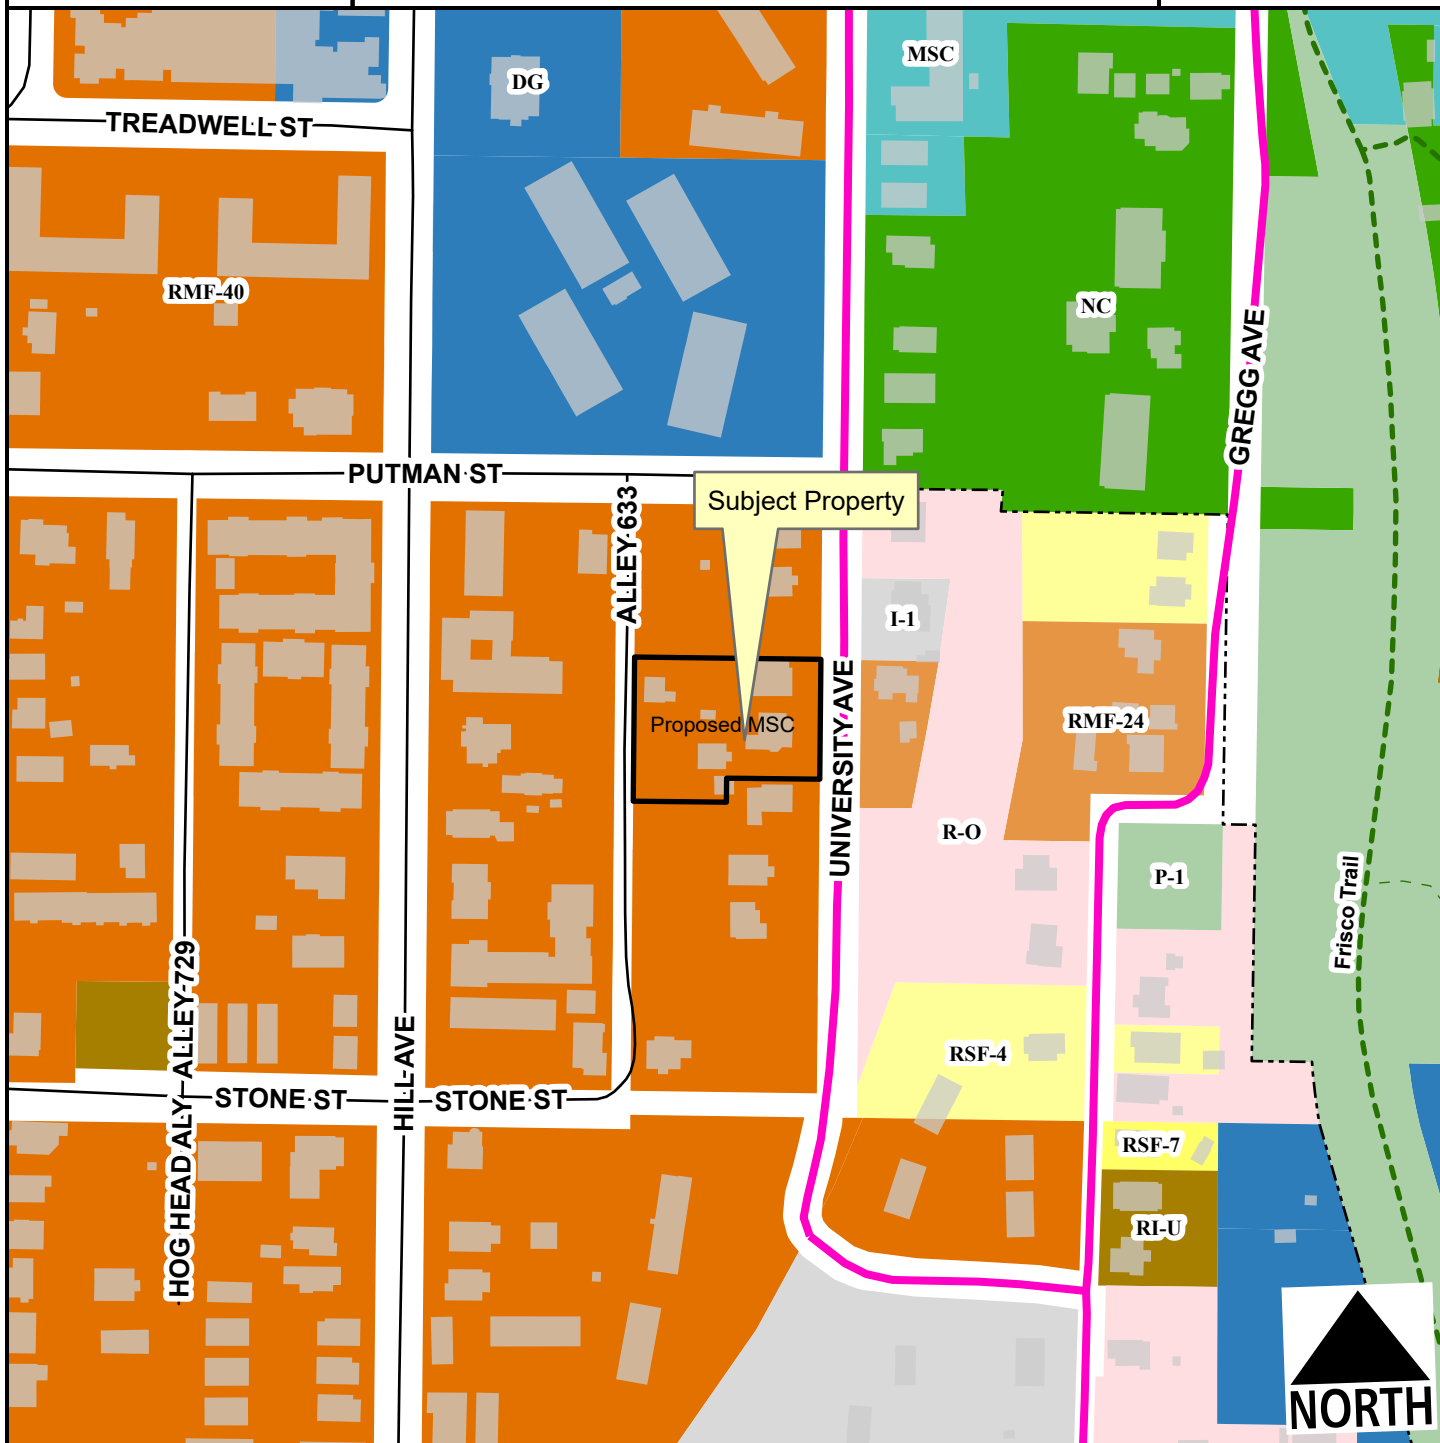 MSC
DG
TREADWELL ST
RMF-40
NC
GREGG AVE
PUTMAN ST
Subject Property
ALLEY 633
I-1
Proposed MSC
RMF-24
UNIVERSITY AVE
R-O
P-1
Frisco Trail
ALLEY 729
HOG HEAD ALY
HILL AVE
STONE ST
STONE ST
RSF-4
RSF-7
RI-U
NORTH